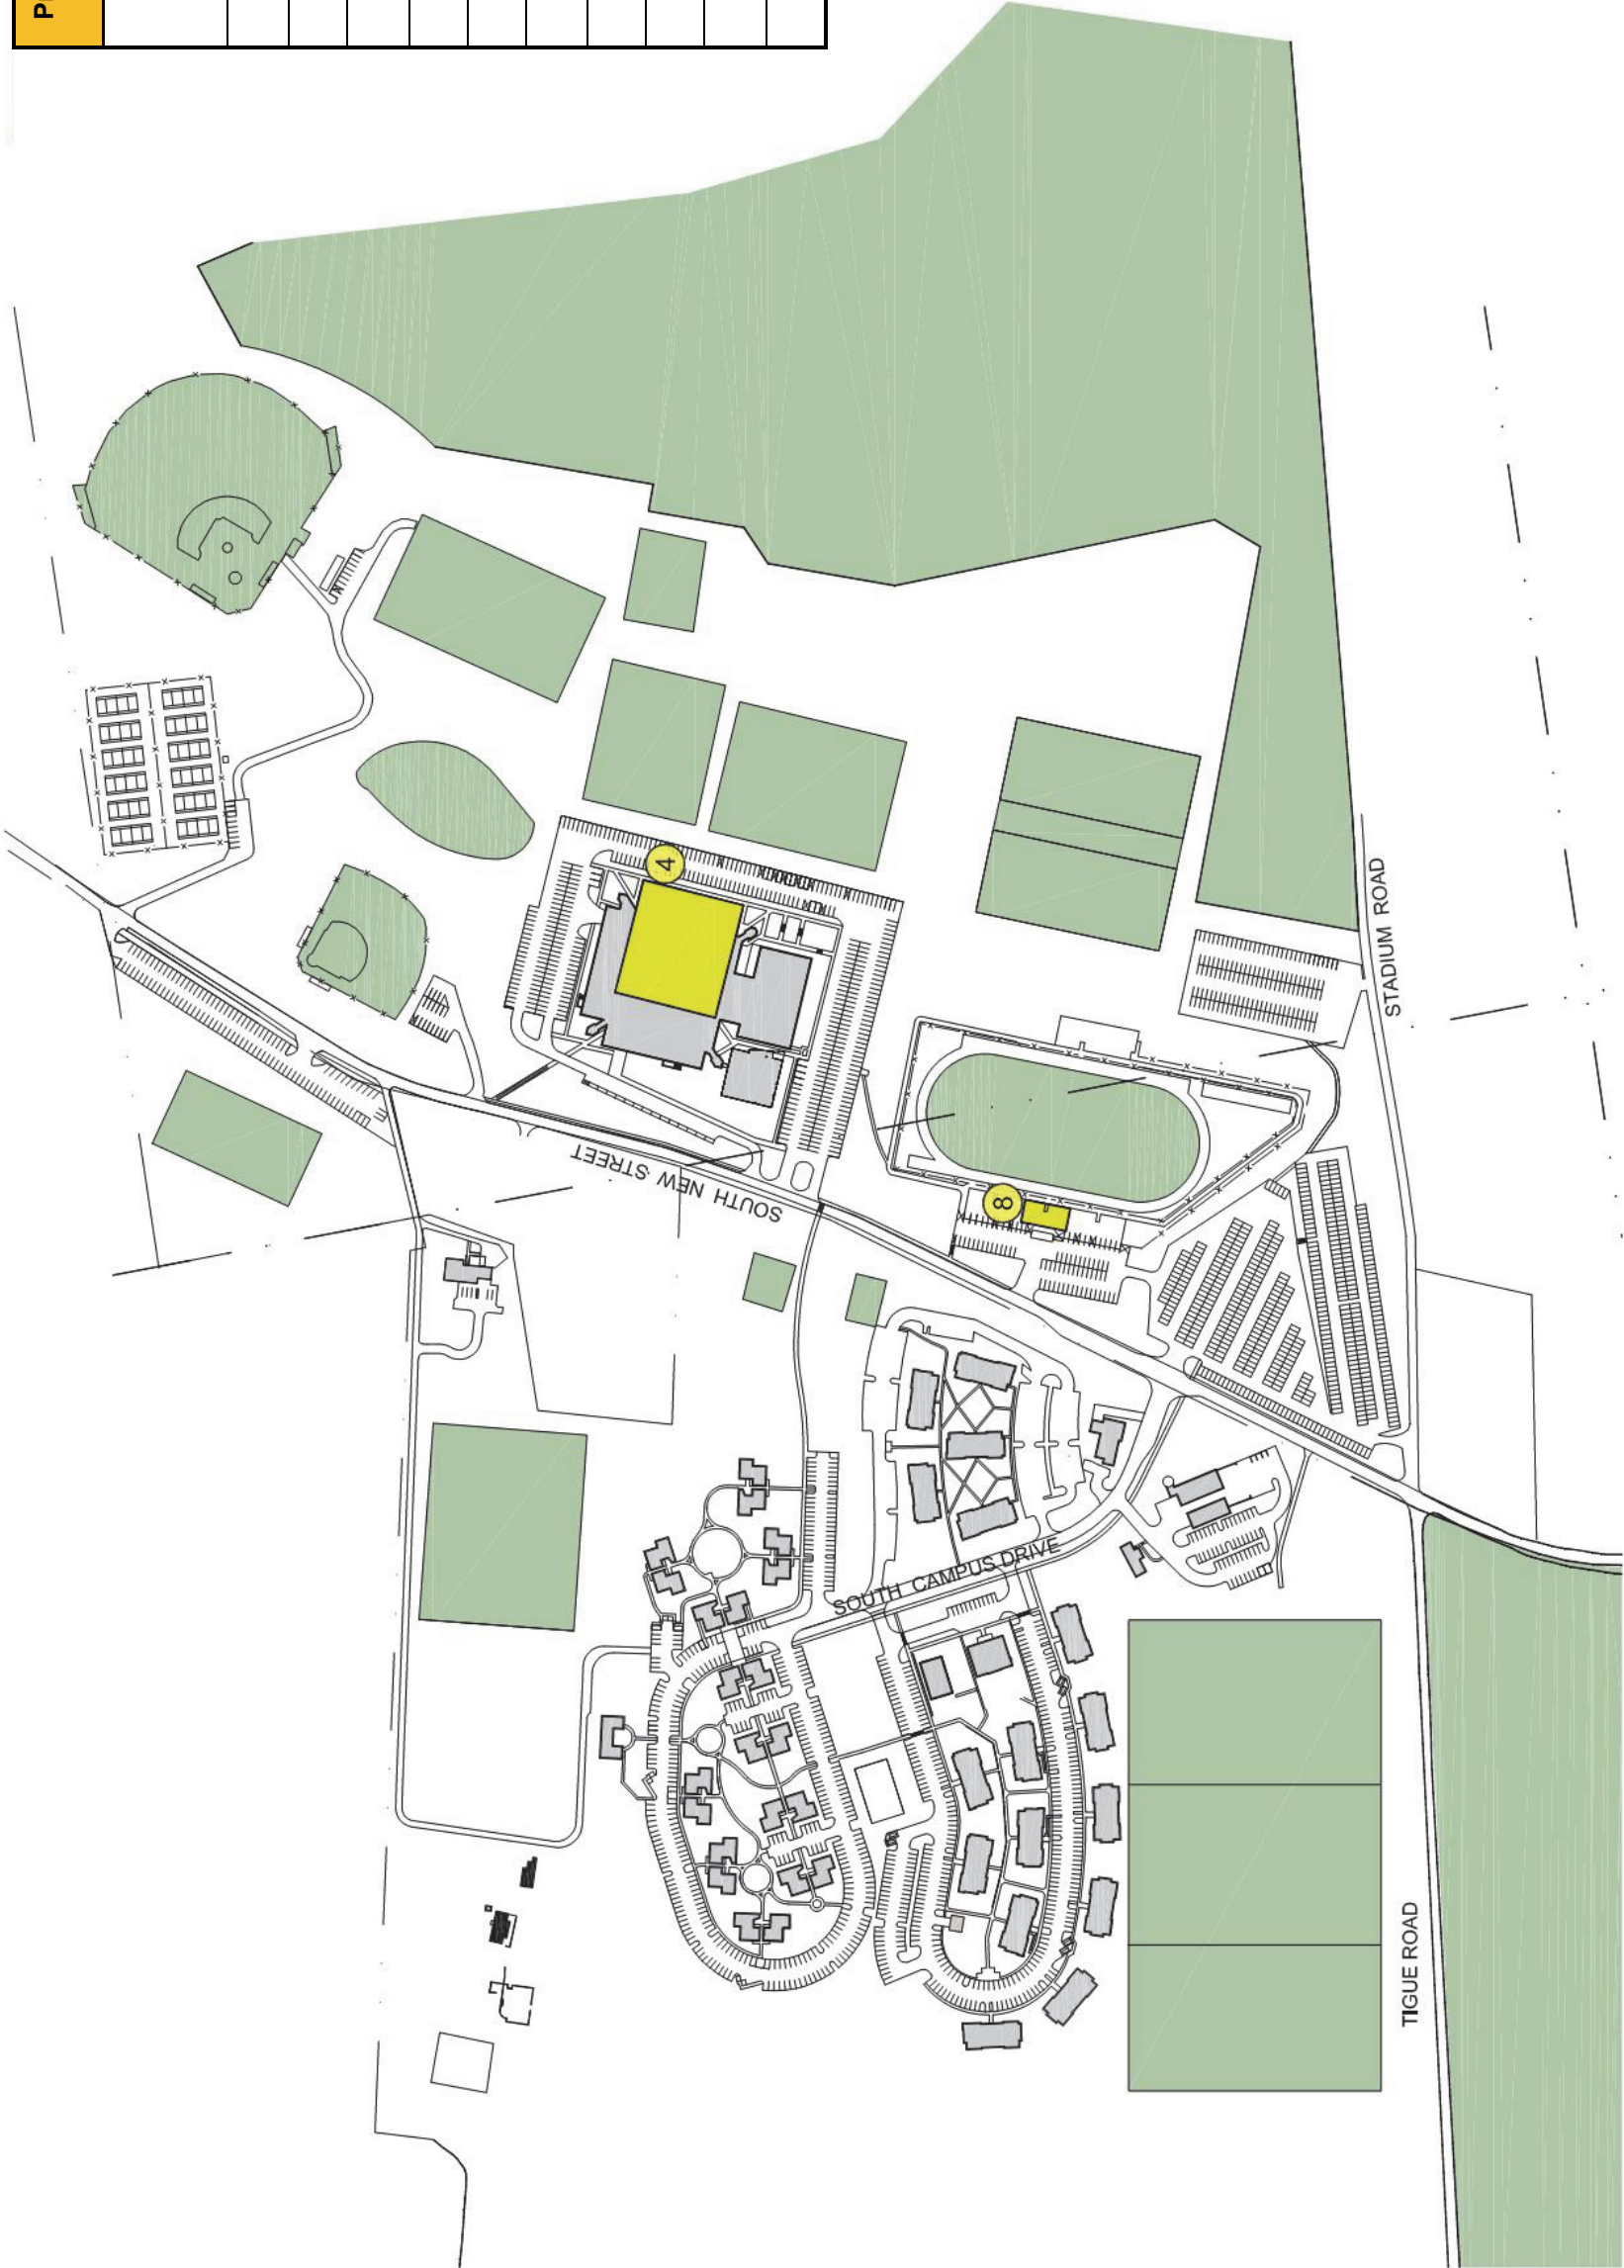 4
STADIUM ROAD
SOUTH NEW STREET
8
SOUTH CAMPUS DRIVE
TIGUE ROAD